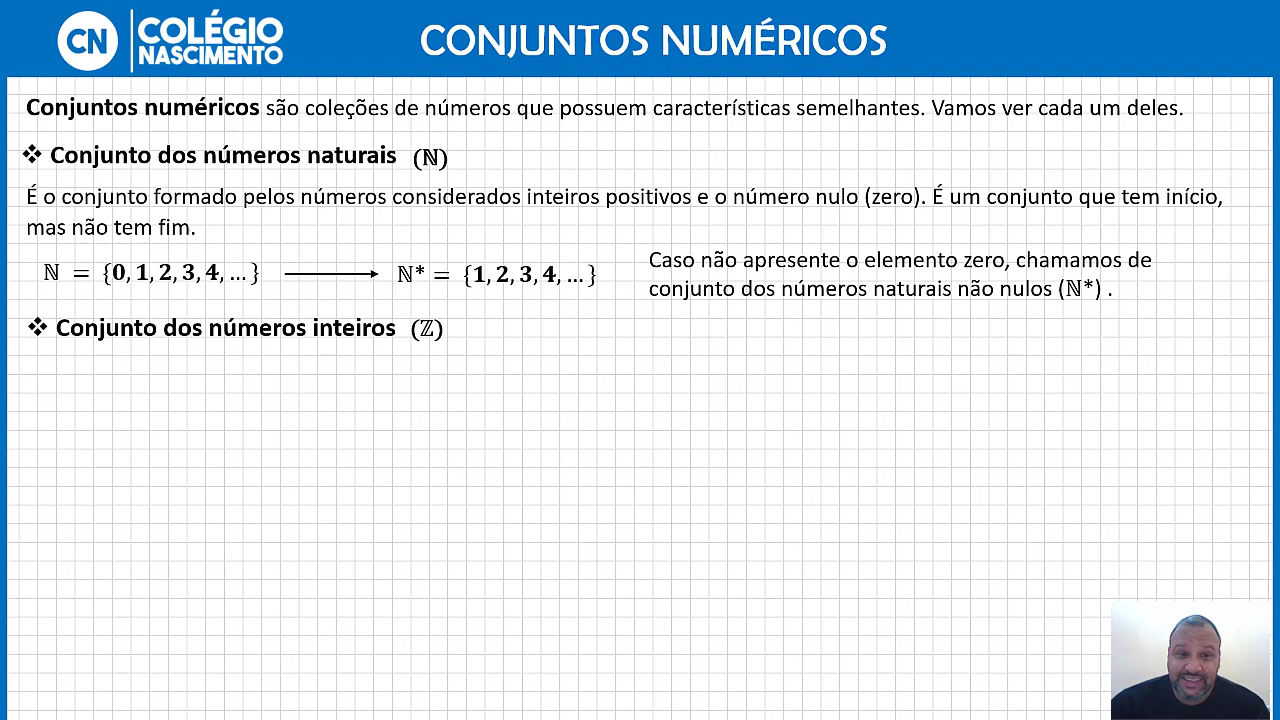 CN COLÉGIO
NASCIMENTO
CONJUNTOS NUMÉRICOS
Conjuntos numéricos são coleções de números que possuem características semelhantes. Vamos ver cada um deles.
❖ Conjunto dos números naturais (ℕ)
É o conjunto formado pelos números considerados inteiros positivos e o número nulo (zero). É um conjunto que tem início,
mas não tem fim.
ℕ = {0, 1, 2, 3, 4, ...} → ℕ* = {1, 2, 3, 4, ...}
Caso não apresente o elemento zero, chamamos de
conjunto dos números naturais não nulos (ℕ*) .
❖ Conjunto dos números inteiros (ℤ)